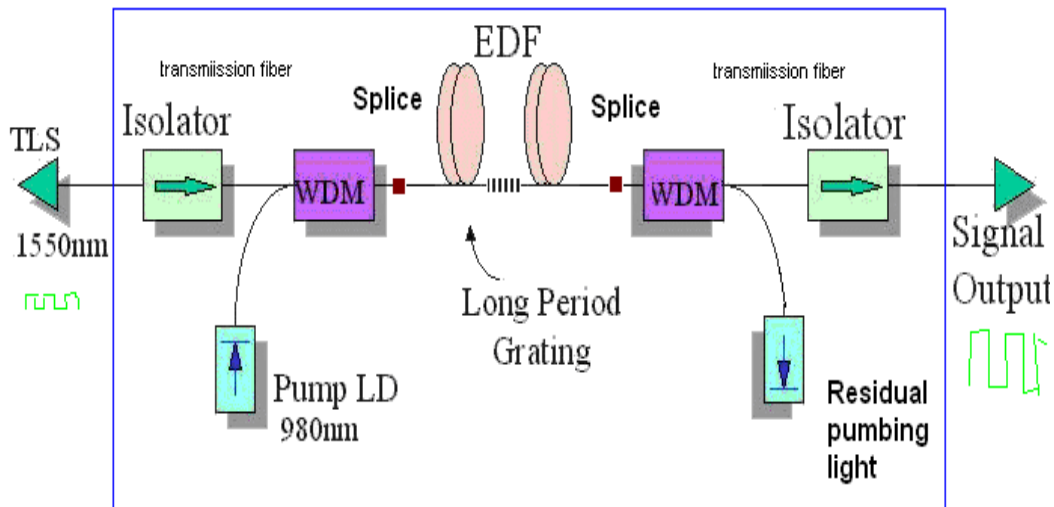 EDF
transmiission fiber
transmiission fiber
Splice
Splice
Isolator
Isolator
TLS
WDM
WDM
1550nm
Signal
Output
Long Period
Grating
Pump LD
980nm
Residual
pumbing
light